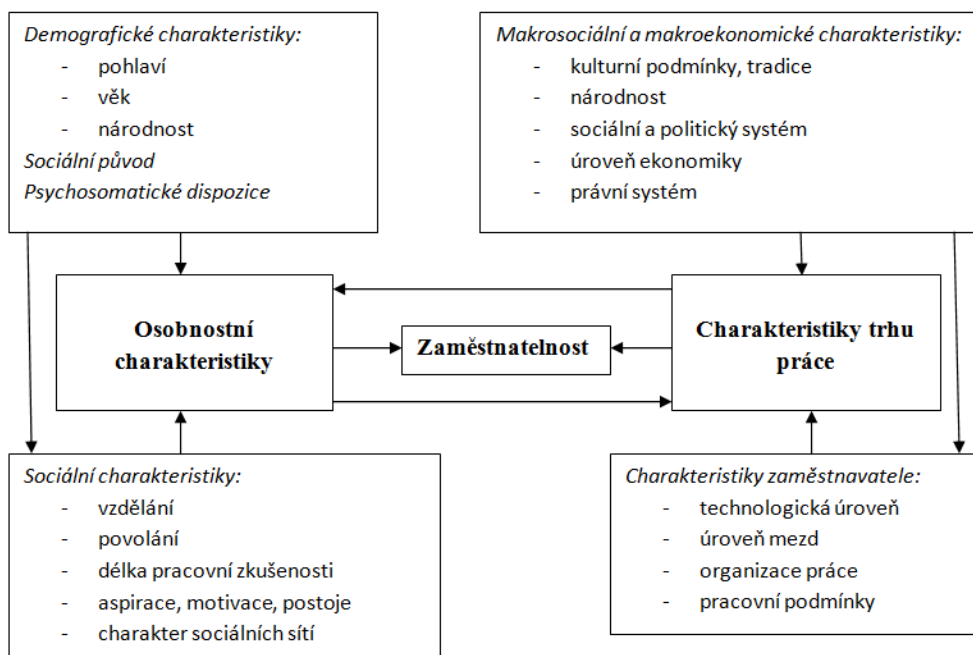 Demografické charakteristiky:
- pohlaví
- věk
- národnost
Sociální původ
Psychosomatické dispozice
Makrosociální a makroekonomické charakteristiky:
- kulturní podmínky, tradice
- národnost
- sociální a politický systém
- úroveň ekonomiky
- právní systém
Osobnostní
charakteristiky
Zaměstnatelnost
Charakteristiky trhu
práce
Sociální charakteristiky:
- vzdělání
- povolání
- délka pracovní zkušenosti
- aspirace, motivace, postoje
- charakter sociálních sítí
Charakteristiky zaměstnavatele:
- technologická úroveň
- úroveň mezd
- organizace práce
- pracovní podmínky